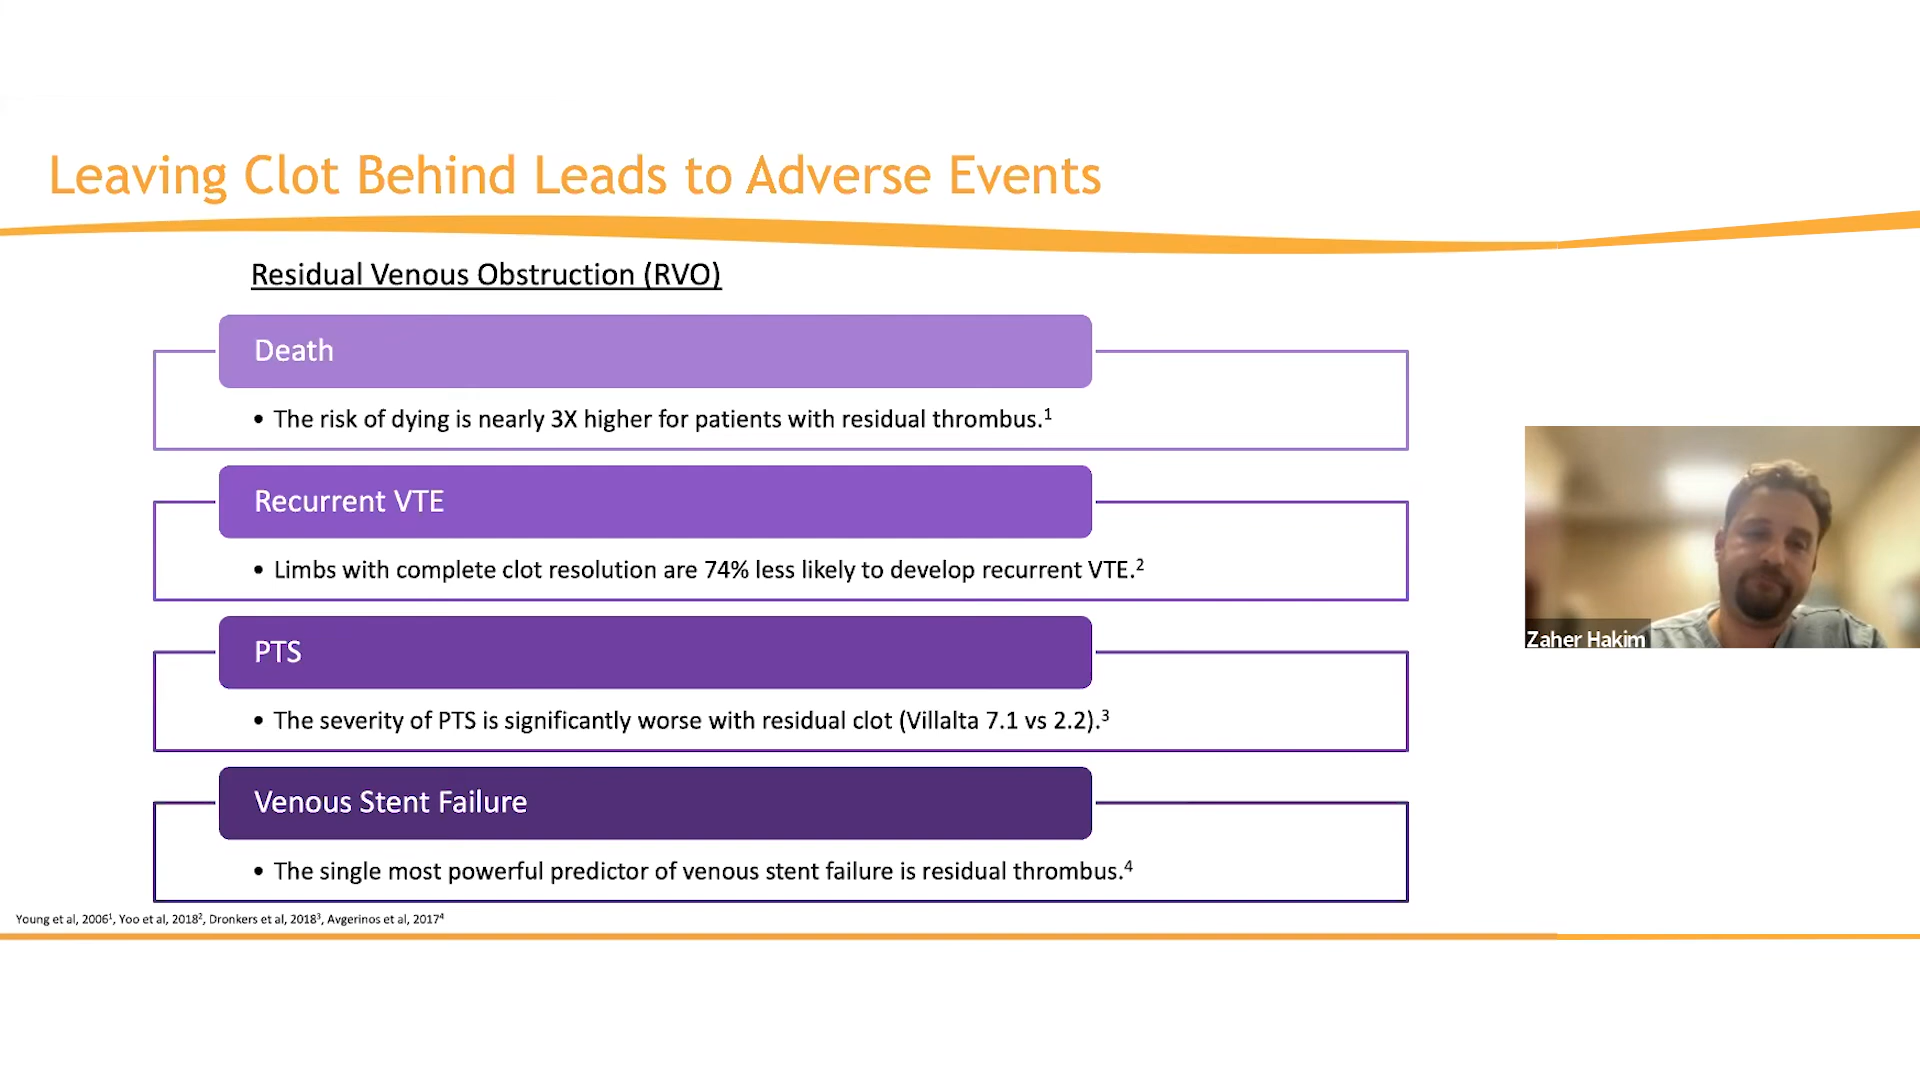 Leaving Clot Behind Leads to Adverse Events
Residual Venous Obstruction (RVO)
Death
• The risk of dying is nearly 3X higher for patients with residual thrombus.¹
Recurrent VTE
• Limbs with complete clot resolution are 74% less likely to develop recurrent VTE.²
PTS
• The severity of PTS is significantly worse with residual clot (Villalta 7.1 vs 2.2).³
Venous Stent Failure
• The single most powerful predictor of venous stent failure is residual thrombus.⁴
Young et al, 2006¹, Yoo et al, 2018², Dronkers et al, 2018³, Avgerinos et al, 2017⁴
Zaher Hakim